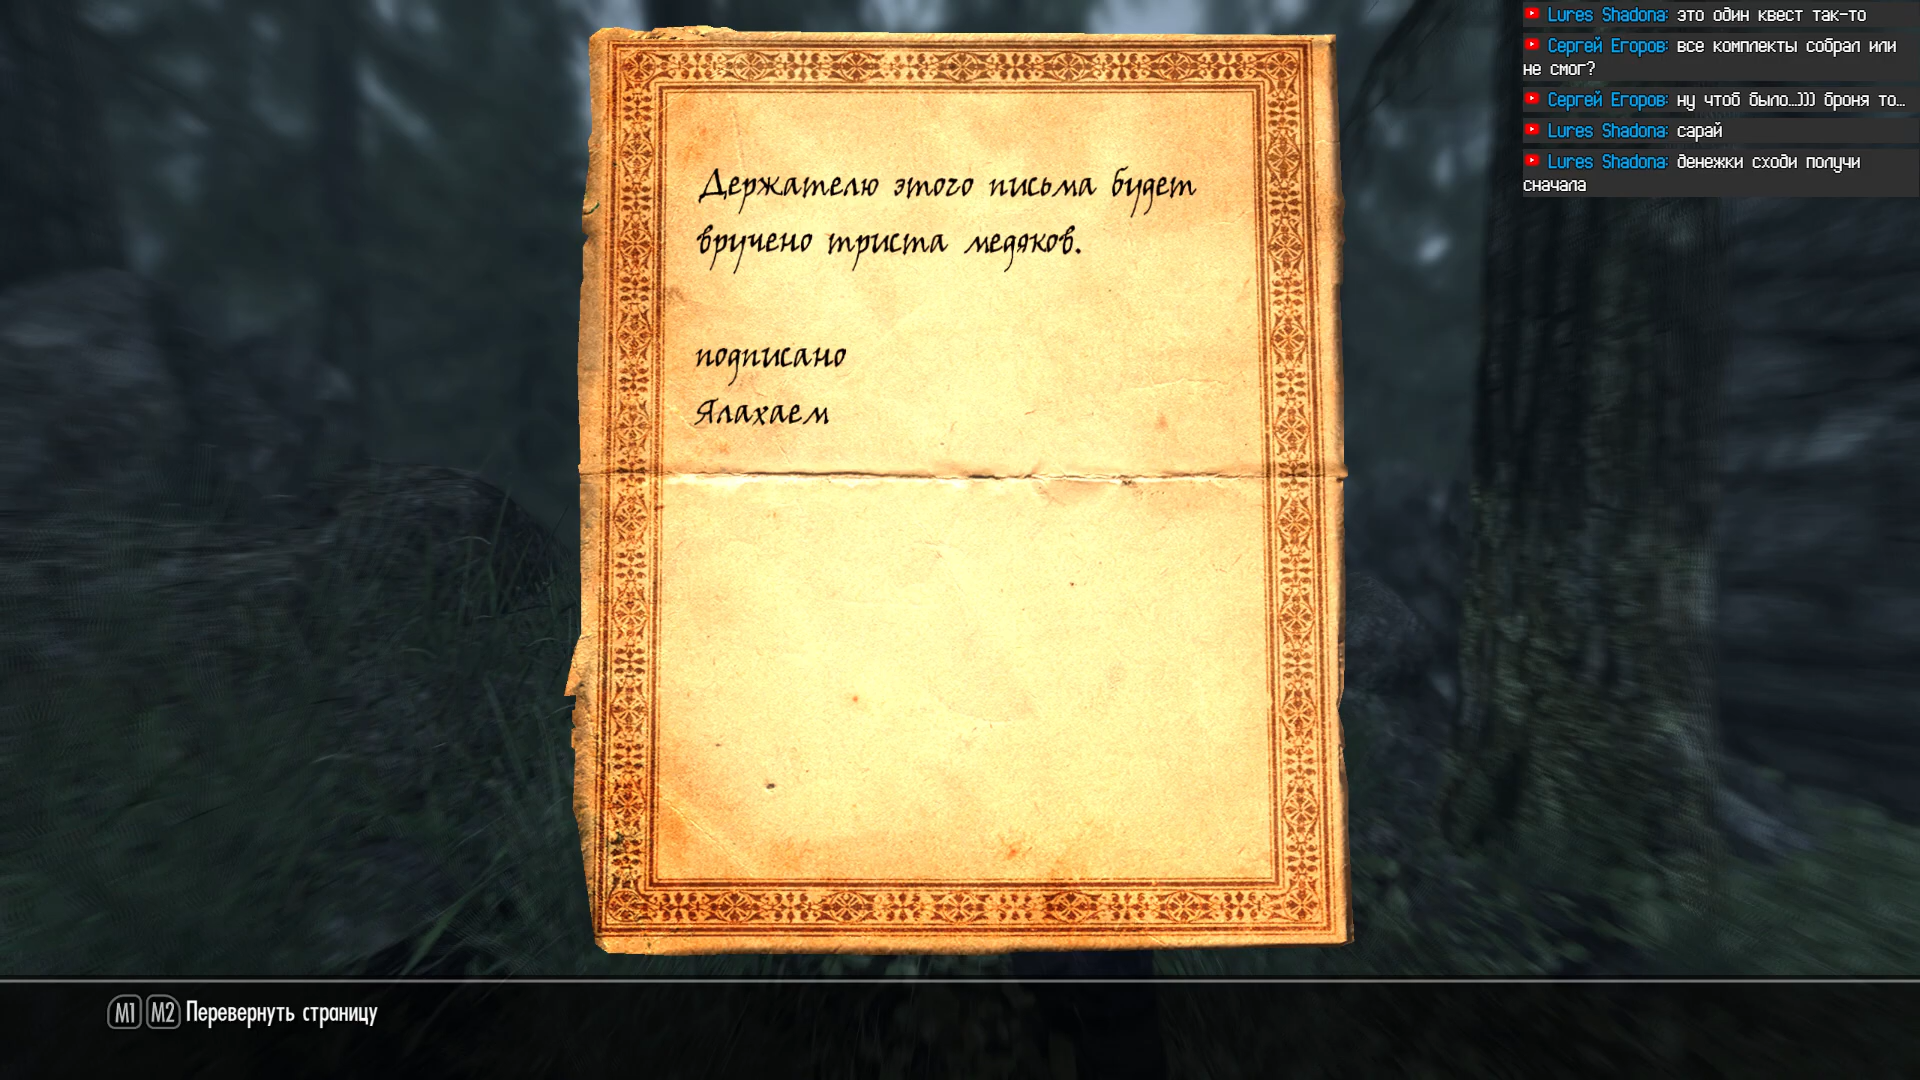 Держателю этого письма будет
вручено триста медяков.
подписано
Ялахаем
Lures Shadona: это один квест так-то
Сергей Егоров: все комплекты собрал или
не смог?
Сергей Егоров: ну чтоб было...))) броня то...
Lures Shadona: сарай
Lures Shadona: денежки сходи получи
сначала
M1 M2 Перевернуть страницу